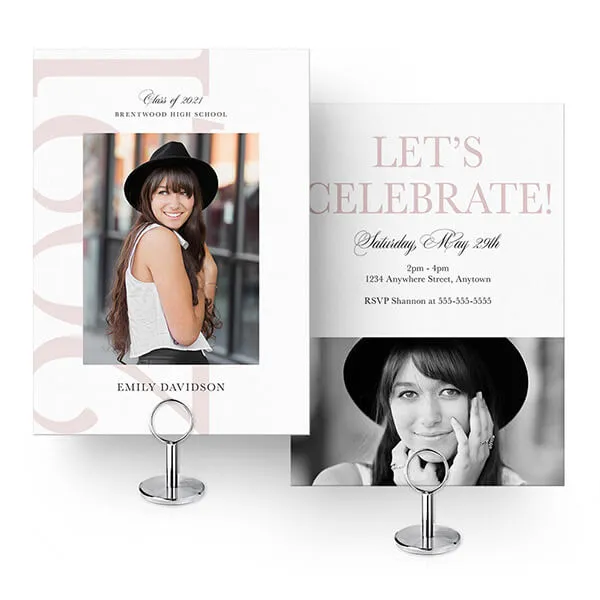 2021
Class of 2021
BRENTWOOD HIGH SCHOOL
EMILY DAVIDSON
LET'S
CELEBRATE!
Saturday, May 29th
2pm - 4pm
1234 Anywhere Street, Anytown
RSVP Shannon at 555-555-5555